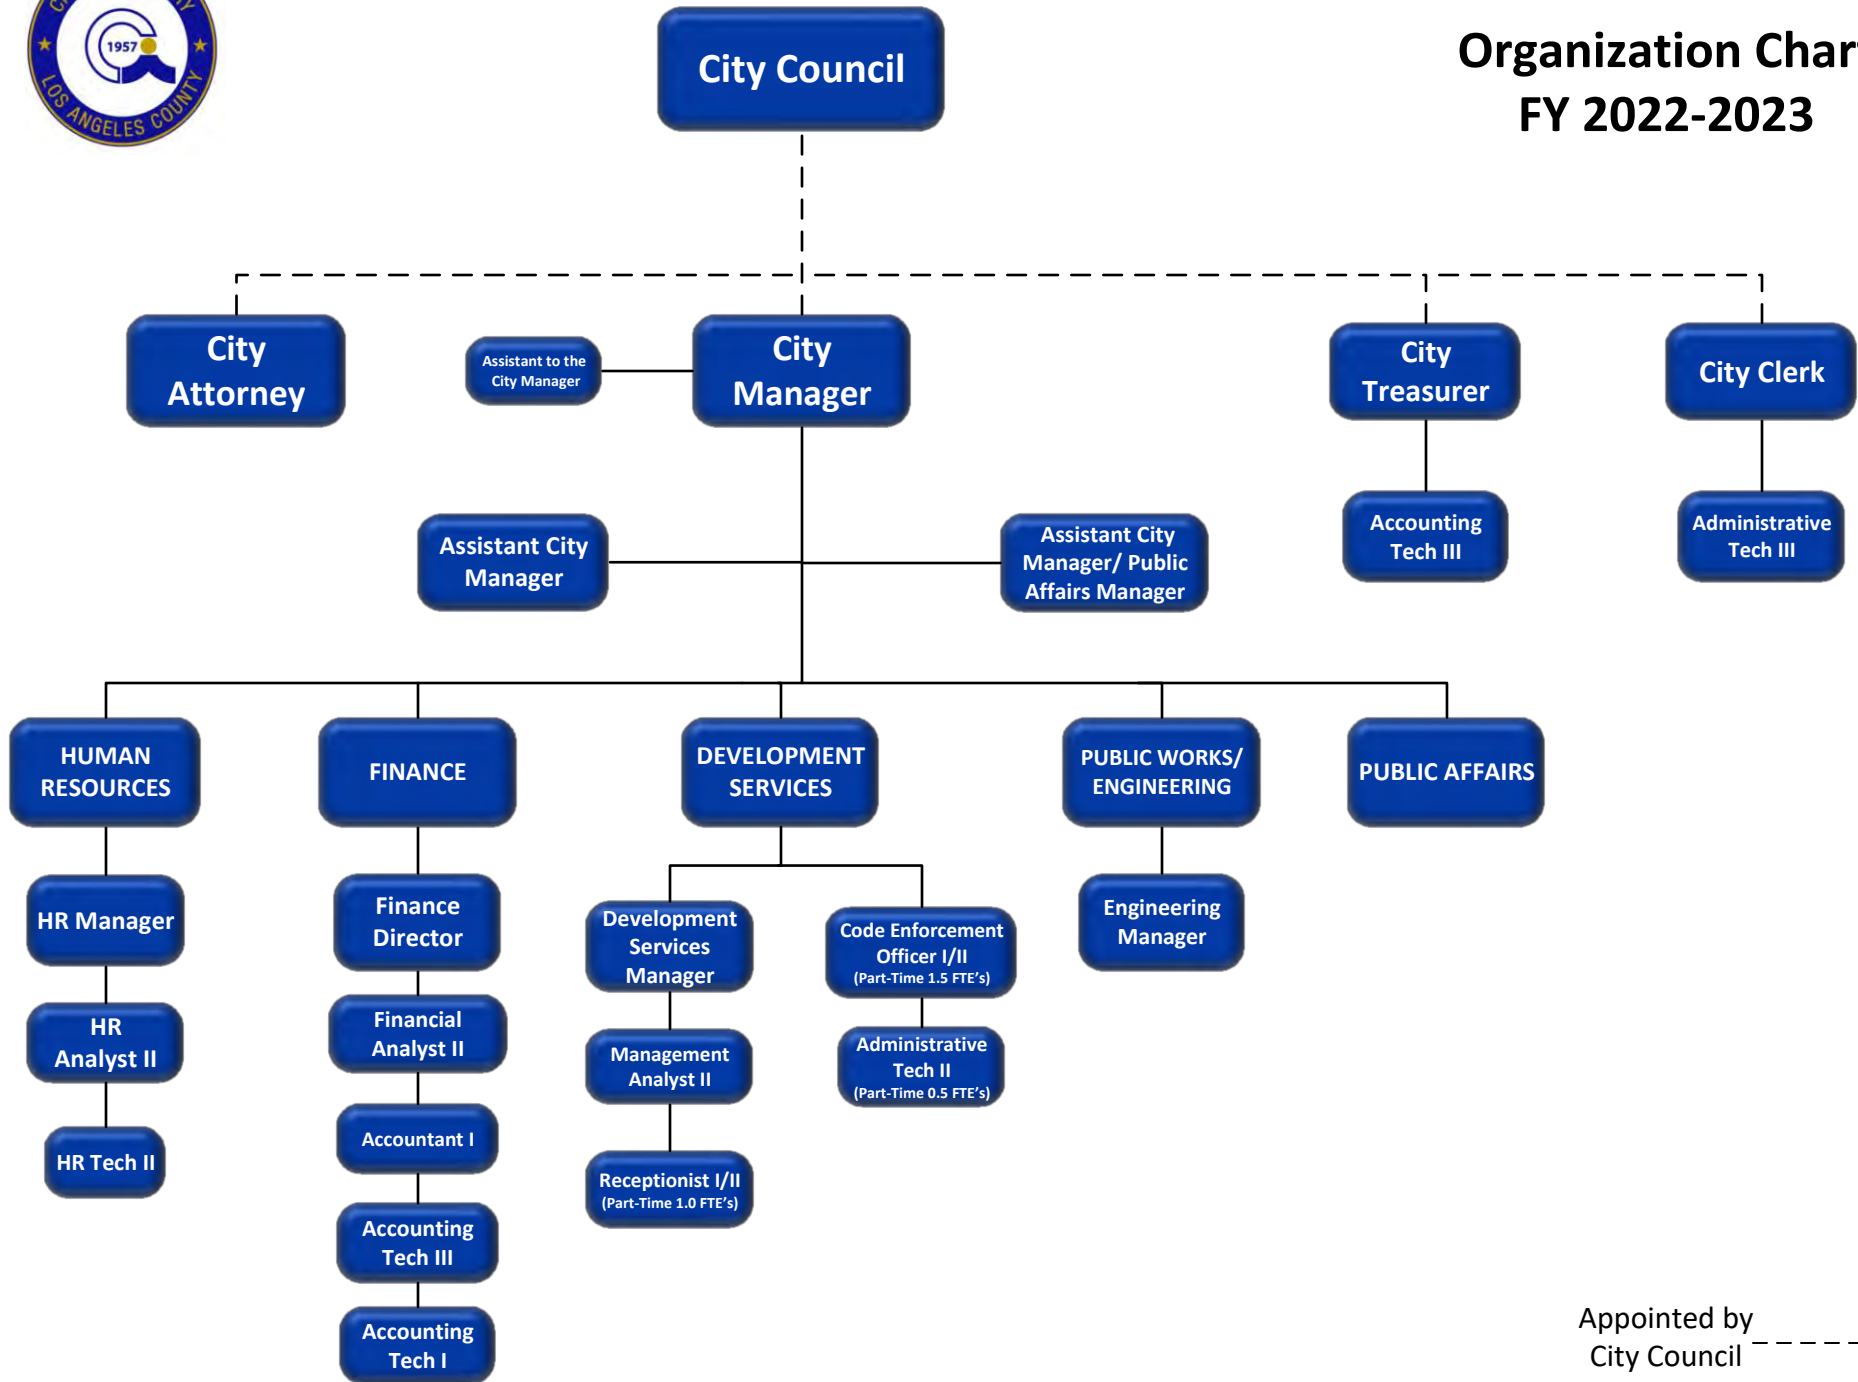 1957
LOS ANGELES COUNTY
Organization Chart
FY 2022-2023
City Council
City
Attorney
Assistant to the
City Manager
City
Manager
City
Treasurer
City Clerk
Assistant City
Manager
Assistant City
Manager/ Public
Affairs Manager
Accounting
Tech III
Administrative
Tech III
HUMAN
RESOURCES
FINANCE
DEVELOPMENT
SERVICES
PUBLIC WORKS/
ENGINEERING
PUBLIC AFFAIRS
HR Manager
HR
Analyst II
HR Tech II
Finance
Director
Financial
Analyst II
Accountant I
Accounting
Tech III
Accounting
Tech I
Development
Services
Manager
Management
Analyst II
Receptionist I/II
(Part-Time 1.0 FTE's)
Code Enforcement
Officer I/II
(Part-Time 1.5 FTE's)
Administrative
Tech II
(Part-Time 0.5 FTE's)
Engineering
Manager
Appointed by
City Council